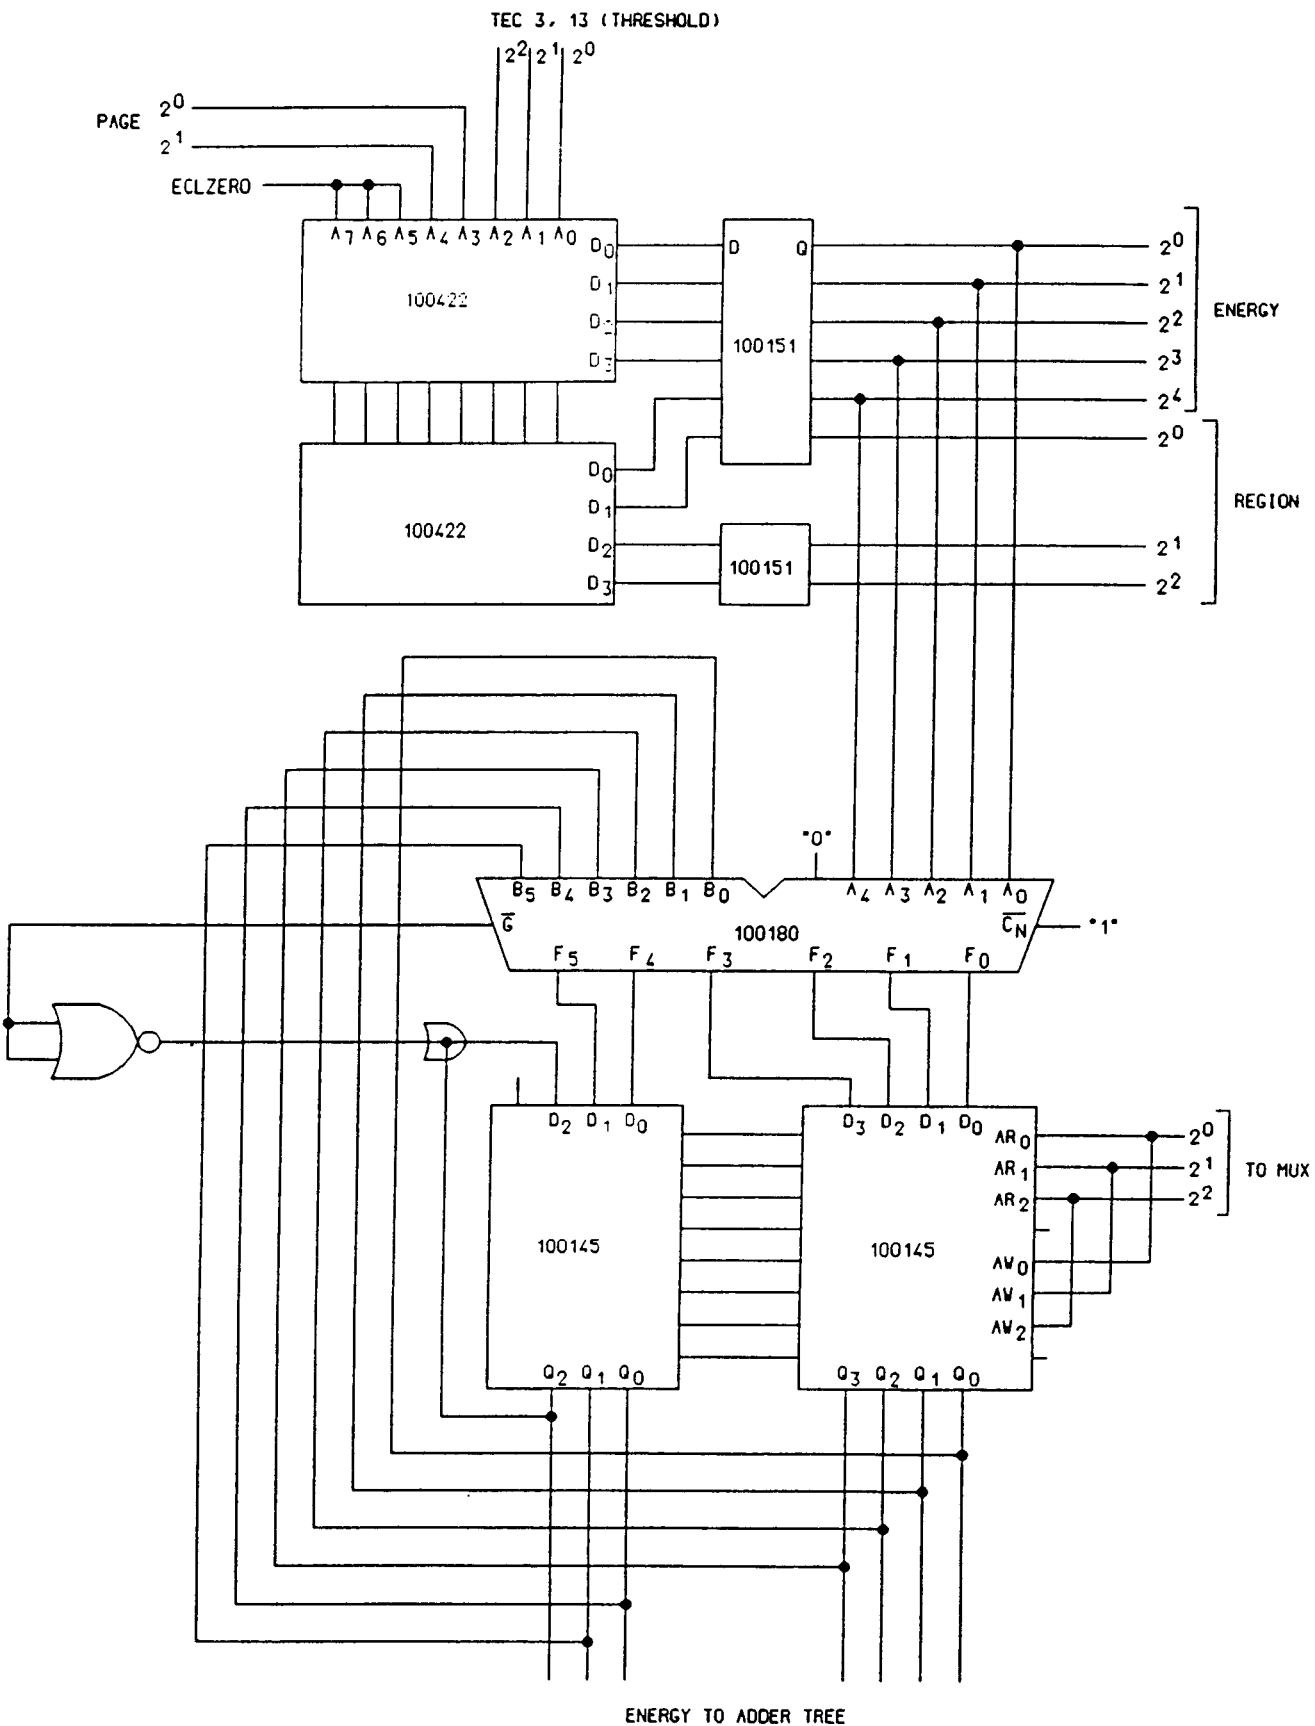 TEC 3, 13 (THRESHOLD)
2² 2¹ 2⁰
PAGE 2⁰
2¹
ECLZERO
A₇ A₆ A₅ A₄ A₃ A₂ A₁ A₀
D₀ D Q 2⁰
D₁ 2¹
100422 ENERGY
D₂ 2²
100151
D₃ 2³
2⁴
2⁰
D₀
REGION
D₁
100422
D₂ 2¹
100151
D₃ 2²
"0"
B₅ B₄ B₃ B₂ B₁ B₀ A₄ A₃ A₂ A₁ A₀
G̅ 100180 C̅N̅ "1"
F₅ F₄ F₃ F₂ F₁ F₀
D₂ D₁ D₀ D₃ D₂ D₁ D₀
AR₀ 2⁰
AR₁ 2¹ TO MUX
AR₂ 2²
100145 100145
AW₀
AW₁
AW₂
Q₂ Q₁ Q₀ Q₃ Q₂ Q₁ Q₀
ENERGY TO ADDER TREE